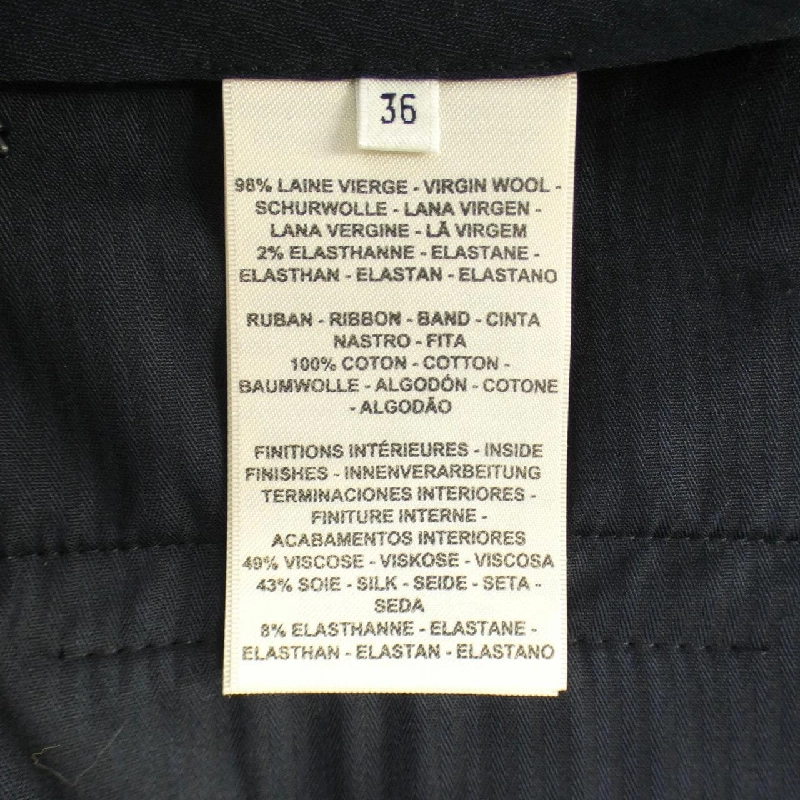 36
98% LAINE VIERGE - VIRGIN WOOL -
SCHURWOLLE - LANA VIRGEN -
LANA VERGINE - LÃ VIRGEM
2% ELASTHANNE - ELASTANE -
ELASTHAN - ELASTAN - ELASTANO
RUBAN - RIBBON - BAND - CINTA
NASTRO - FITA
100% COTON - COTTON -
BAUMWOLLE - ALGODÓN - COTONE
- ALGODÃO
FINITIONS INTÉRIEURES - INSIDE
FINISHES - INNENVERARBEITUNG
TERMINACIONES INTERIORES -
FINITURE INTERNE -
ACABAMENTOS INTERIORES
49% VISCOSE - VISKOSE - VISCOSA
43% SOIE - SILK - SEIDE - SETA -
SEDA
8% ELASTHANNE - ELASTANE -
ELASTHAN - ELASTAN - ELASTANO